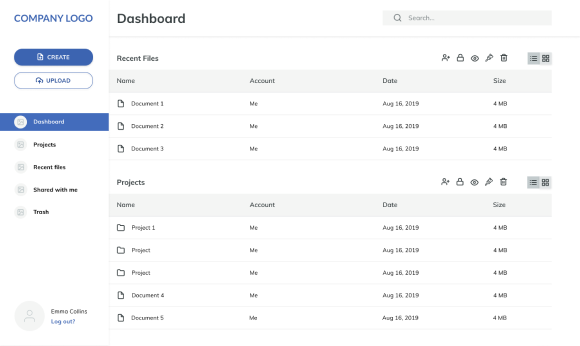 COMPANY LOGO
CREATE
UPLOAD
Dashboard
Projects
Recent files
Shared with me
Trash
Emma Collins
Log out?
Dashboard
Search...
Recent Files
Name Account Date Size
Document 1 Me Aug 16, 2019 4 MB
Document 2 Me Aug 16, 2019 4 MB
Document 3 Me Aug 16, 2019 4 MB
Projects
Name Account Date Size
Project 1 Me Aug 16, 2019 4 MB
Project Me Aug 16, 2019 4 MB
Project Me Aug 16, 2019 4 MB
Document 4 Me Aug 16, 2019 4 MB
Document 5 Me Aug 16, 2019 4 MB